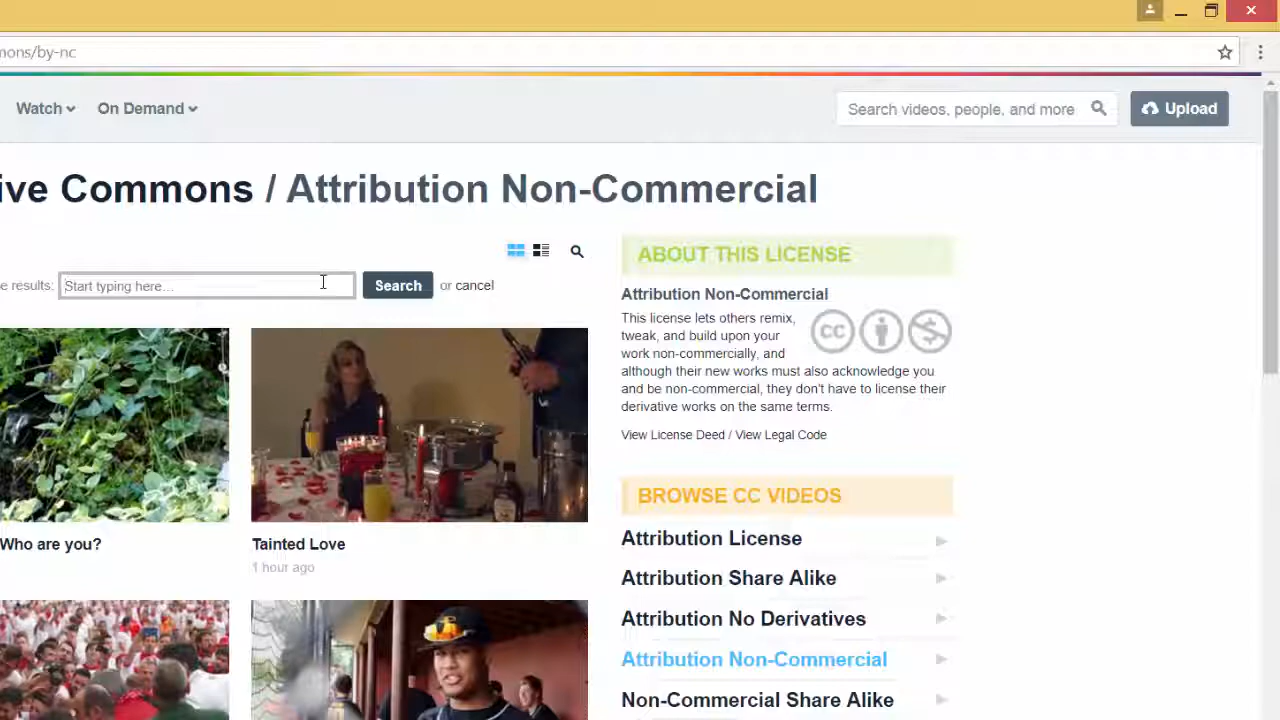 mons/by-nc
Watch On Demand Search videos, people, and more Upload
ive Commons / Attribution Non-Commercial
e results: Start typing here... Search or cancel
Who are you?
Tainted Love
1 hour ago
ABOUT THIS LICENSE
Attribution Non-Commercial
This license lets others remix,
tweak, and build upon your
work non-commercially, and
although their new works must also acknowledge you
and be non-commercial, they don't have to license their
derivative works on the same terms.
View License Deed / View Legal Code
BROWSE CC VIDEOS
Attribution License
Attribution Share Alike
Attribution No Derivatives
Attribution Non-Commercial
Non-Commercial Share Alike